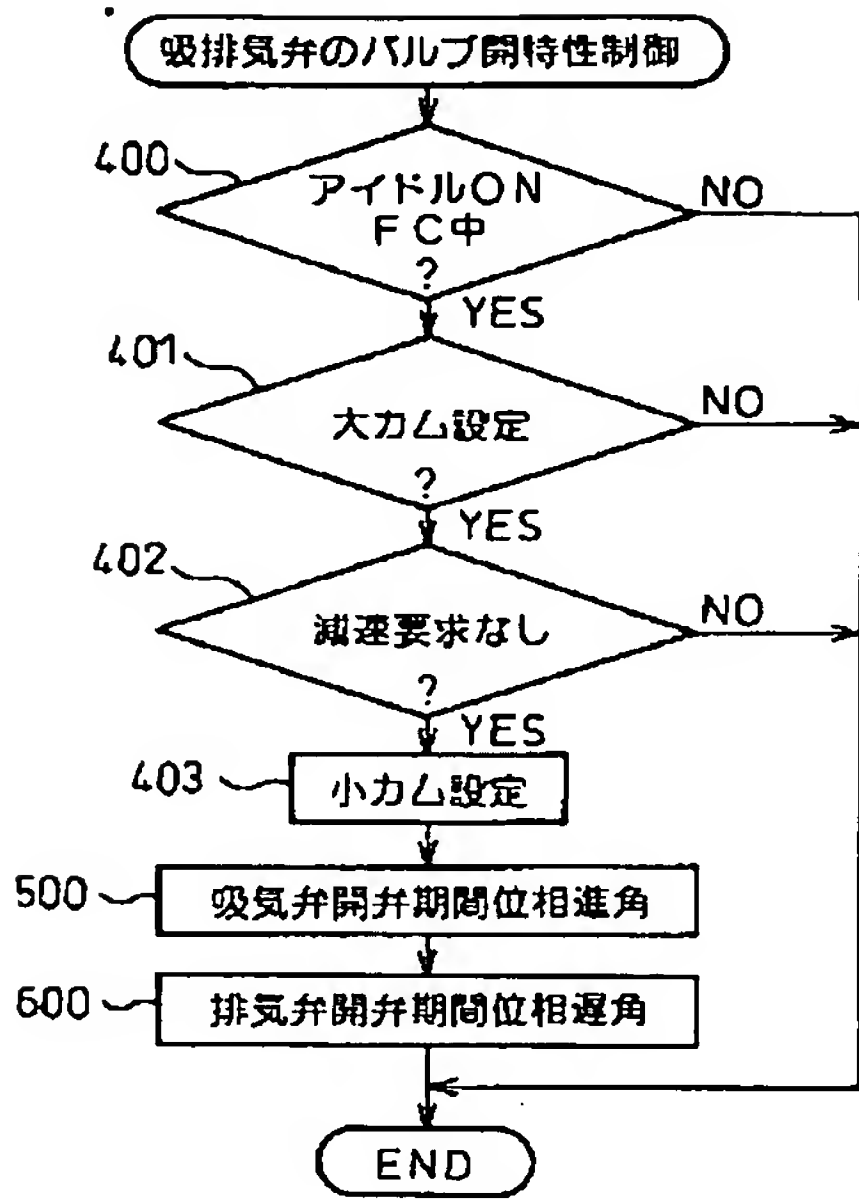 吸排気弁のバルブ開特性制御
400
アイドルON
FC中
?
NO
YES
401
大カム設定
?
NO
YES
402
減速要求なし
?
NO
YES
403
小カム設定
500
吸気弁開弁期間位相進角
600
排気弁開弁期間位相遅角
END